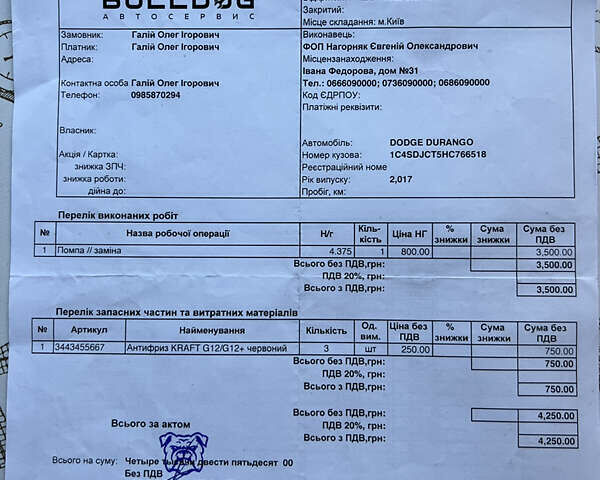 BULLDOG
АВТОСЕРВИС
Закритий:
Місце складання: м.Київ
Замовник: Галій Олег Ігорович
Платник: Галій Олег Ігорович
Адреса:
Контактна особа Галій Олег Ігорович
Телефон: 0985870294
Власник:
Акція / Картка:
знижка ЗПЧ:
знижка роботи:
дійна до:
Виконавець:
ФОП Нагорняк Євгеній Олександрович
Місцензанаходження:
Івана Федорова, дом №31
Тел.: 0666090000; 0736090000; 0686090000
Код ЄДРПОУ:
Платіжні реквізити:
Автомобіль: DODGE DURANGO
Номер кузова: 1C4SDJCT5HC766518
Реєстраційний номе
Рік випуску: 2,017
Пробіг, км:
Перелік виконаних робіт
№ Назва робочої операції Н/г Кіль-кість Ціна НГ % знижки Сума знижки Сума без ПДВ
1 Помпа // заміна 4.375 1 800.00 3,500.00
Всього без ПДВ,грн: 3,500.00
ПДВ 20%, грн:
Всього з ПДВ,грн: 3,500.00
Перелік запасних частин та витратних матеріалів
№ Артикул Найменування Кількість Од. вим. Ціна без ПДВ % знижки Сума знижки Сума без ПДВ
1 3443455667 Антифриз KRAFT G12/G12+ червоний 3 шт 250.00 750.00
Всього без ПДВ,грн: 750.00
ПДВ 20%, грн:
Всього з ПДВ,грн: 750.00
Всього без ПДВ,грн: 4,250.00
Всього за актом ПДВ 20%, грн:
Всього з ПДВ,грн: 4,250.00
Всього на суму: Четыре тысячи двести пятьдесят 00
Без ПДВ